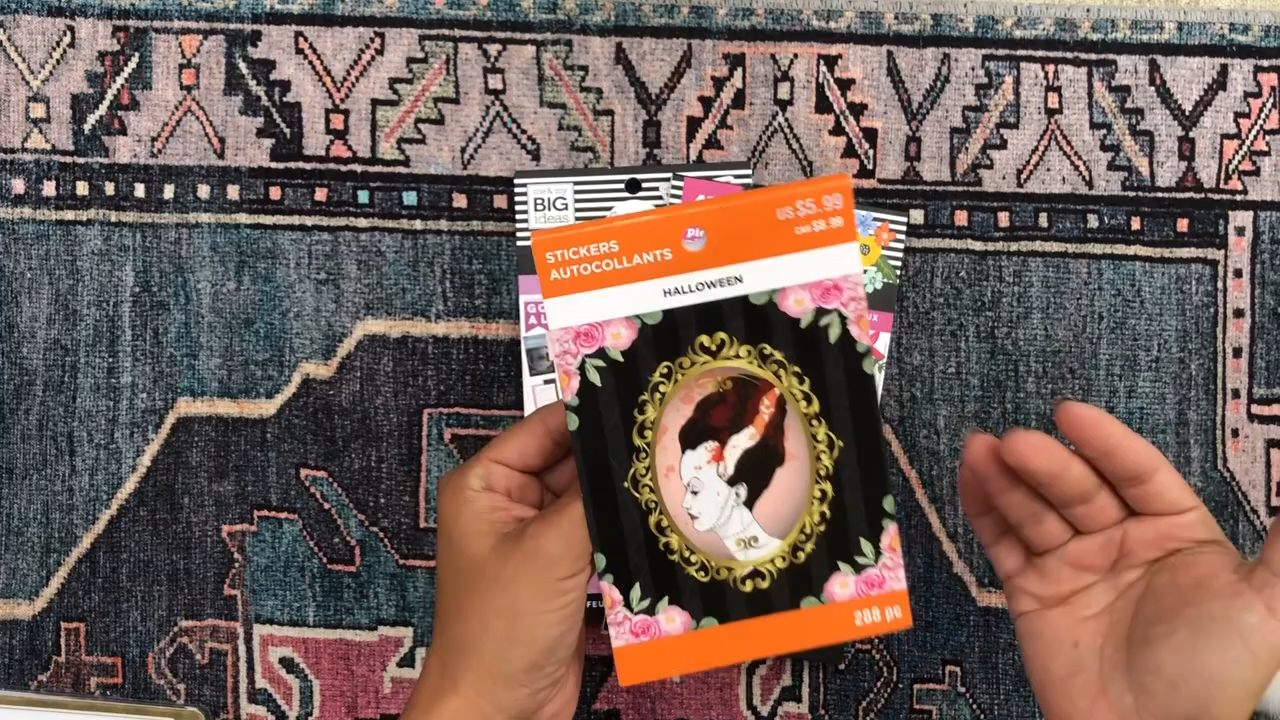 me & my
BIG
ideas
US $5.99
CAN $8.99
STICKERS
AUTOCOLLANTS
HALLOWEEN
288 pc